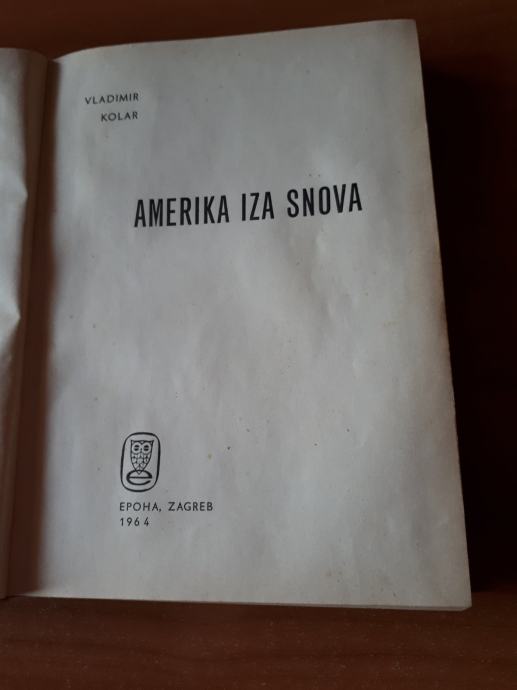 VLADIMIR
KOLAR
AMERIKA IZA SNOVA
EPOHA, ZAGREB
1964